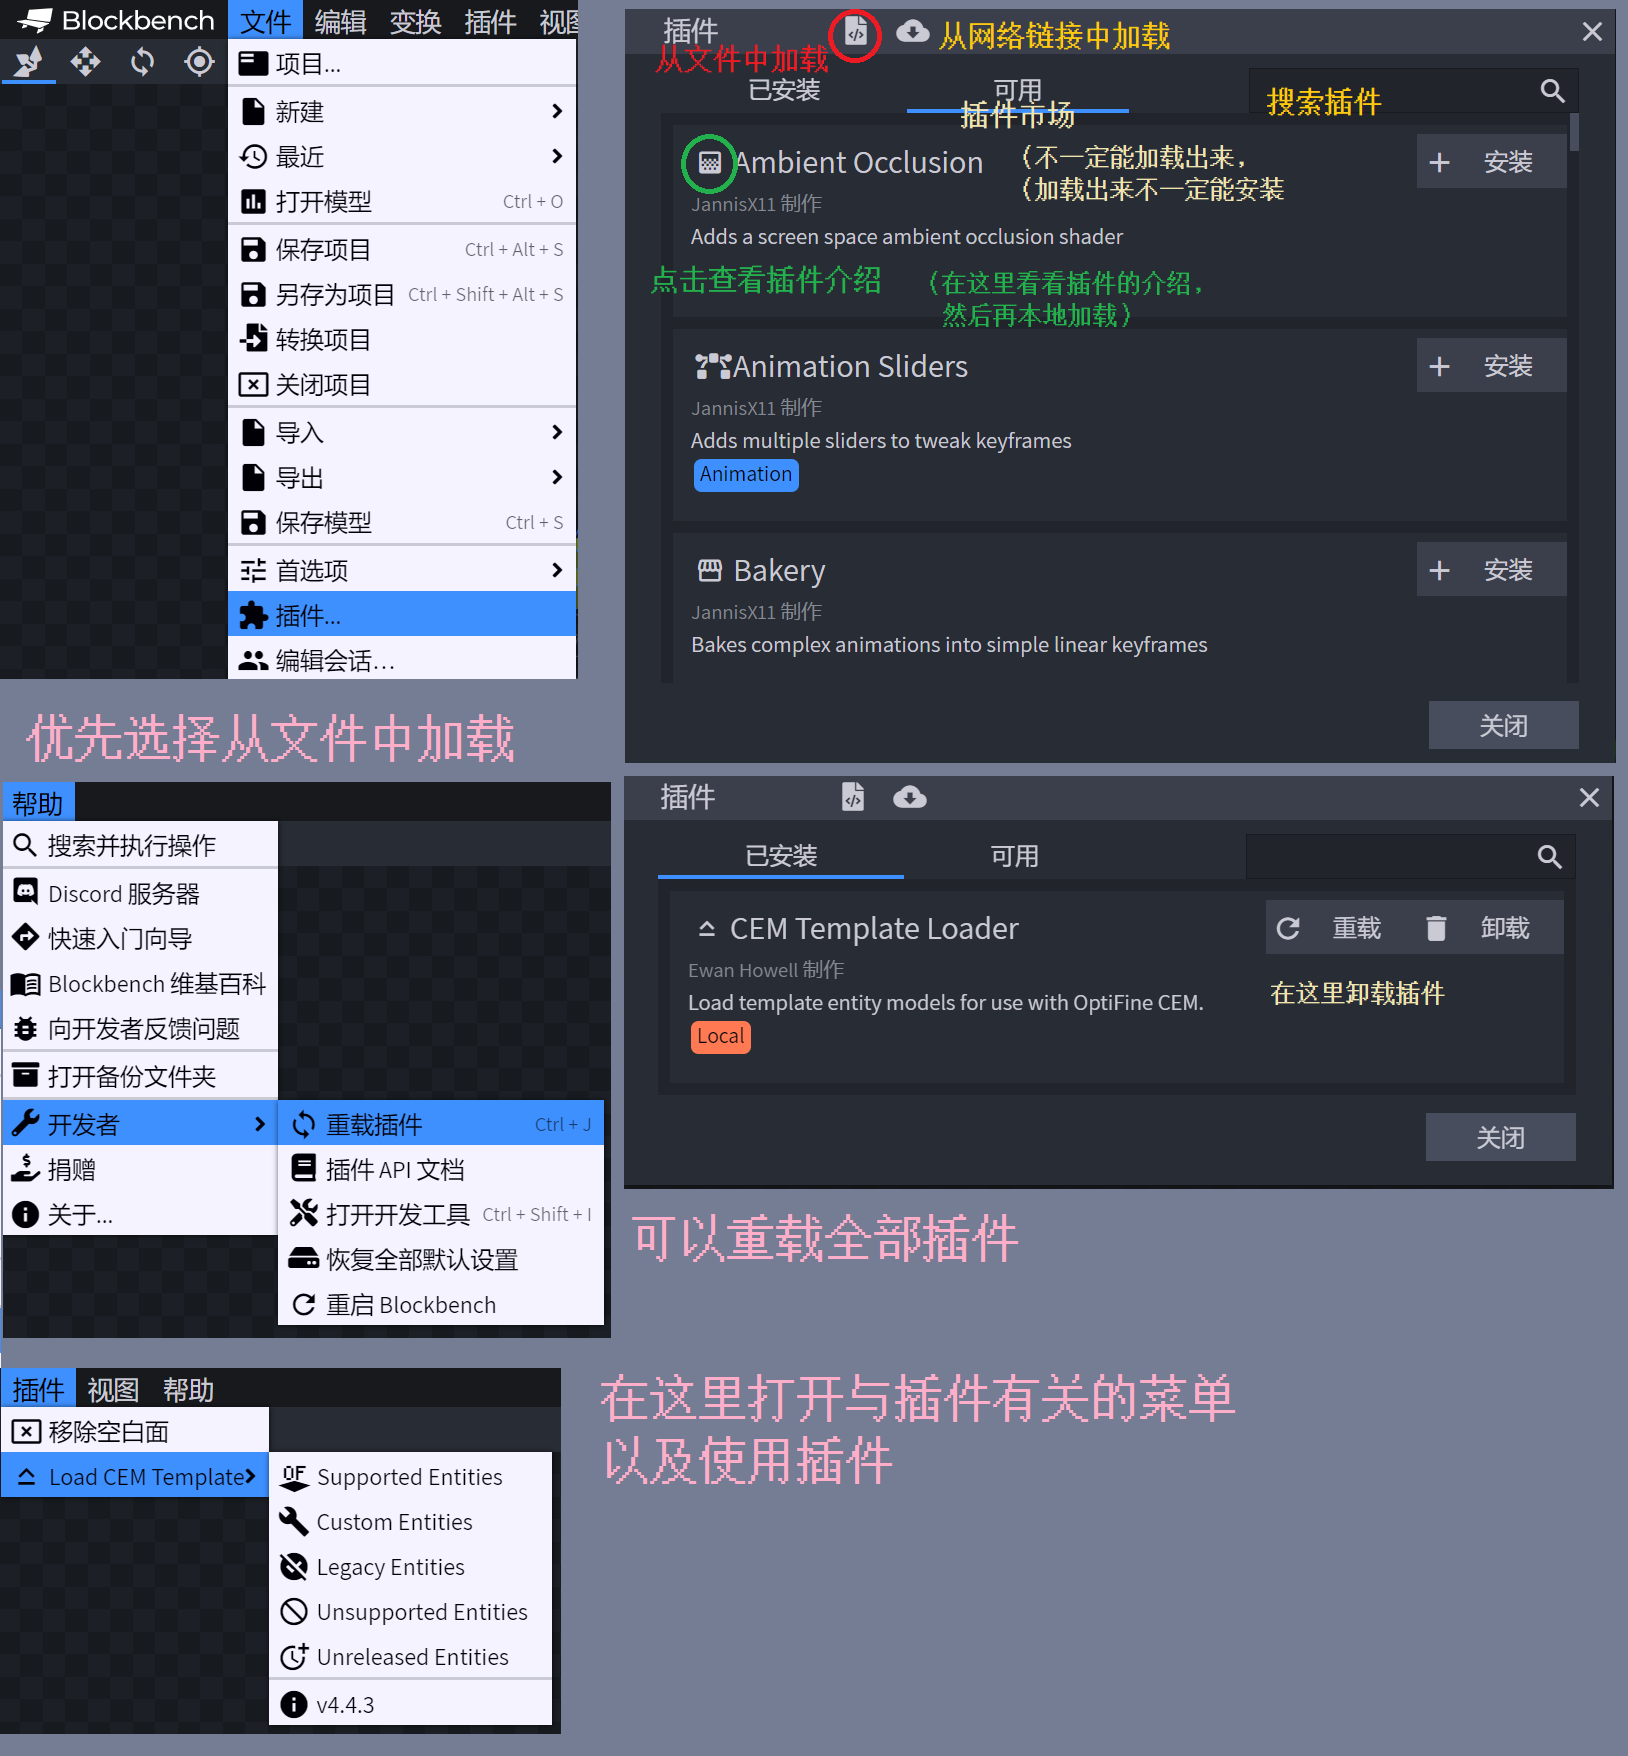 Blockbench 文件 编辑 变换 插件 视图
项目...
新建
最近
打开模型 Ctrl + O
保存项目 Ctrl + Alt + S
另存为项目 Ctrl + Shift + Alt + S
转换项目
关闭项目
导入
导出
保存模型 Ctrl + S
首选项
插件...
编辑会话...
优先选择从文件中加载
插件
从网络链接中加载
从文件中加载
已安装 可用
搜索插件
插件市场
Ambient Occlusion
(不一定能加载出来，
(加载出来不一定能安装
安装
JannisX11 制作
Adds a screen space ambient occlusion shader
点击查看插件介绍
(在这里看看插件的介绍，
然后再本地加载)
Animation Sliders 安装
JannisX11 制作
Adds multiple sliders to tweak keyframes
Animation
Bakery 安装
JannisX11 制作
Bakes complex animations into simple linear keyframes
关闭
帮助
搜索并执行操作
Discord 服务器
快速入门向导
Blockbench 维基百科
向开发者反馈问题
打开备份文件夹
开发者
捐赠
关于...
重载插件 Ctrl + J
插件 API 文档
打开开发工具 Ctrl + Shift + I
恢复全部默认设置
重启 Blockbench
插件
已安装 可用
CEM Template Loader 重载 卸载
Ewan Howell 制作
在这里卸载插件
Load template entity models for use with OptiFine CEM.
Local
关闭
可以重载全部插件
插件 视图 帮助
移除空白面
Load CEM Template
OF Supported Entities
Custom Entities
Legacy Entities
Unsupported Entities
Unreleased Entities
v4.4.3
在这里打开与插件有关的菜单
以及使用插件